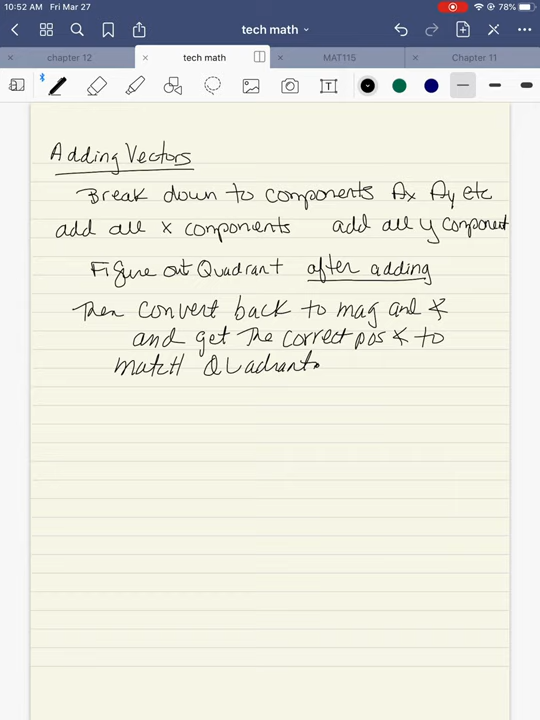 10:52 AM Fri Mar 27
78%
tech math
chapter 12
tech math
MAT115
Chapter 11
Adding Vectors
Break down to components Ax Ay etc
add all x components add all y component
Figure out Quadrant after adding
Then convert back to mag and ∡
and get the correct pos ∡ to
match Quadrant.